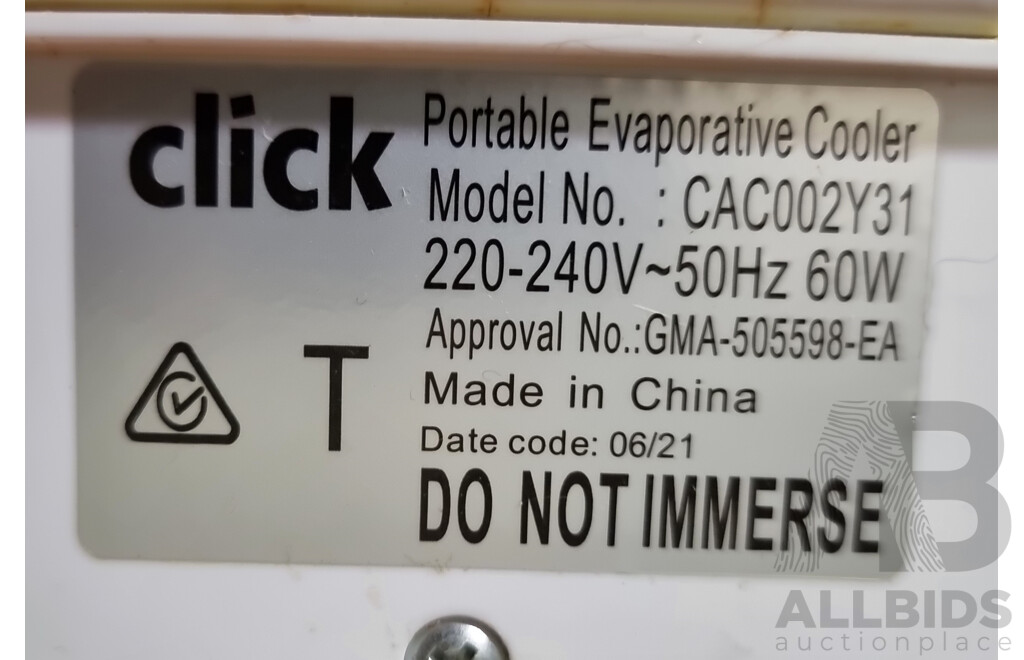 click
Portable Evaporative Cooler
Model No. : CAC002Y31
220-240V~50Hz 60W
Approval No.:GMA-505598-EA
Made in China
Date code: 06/21
DO NOT IMMERSE
T
AB
ALLBIDS
auctionplace